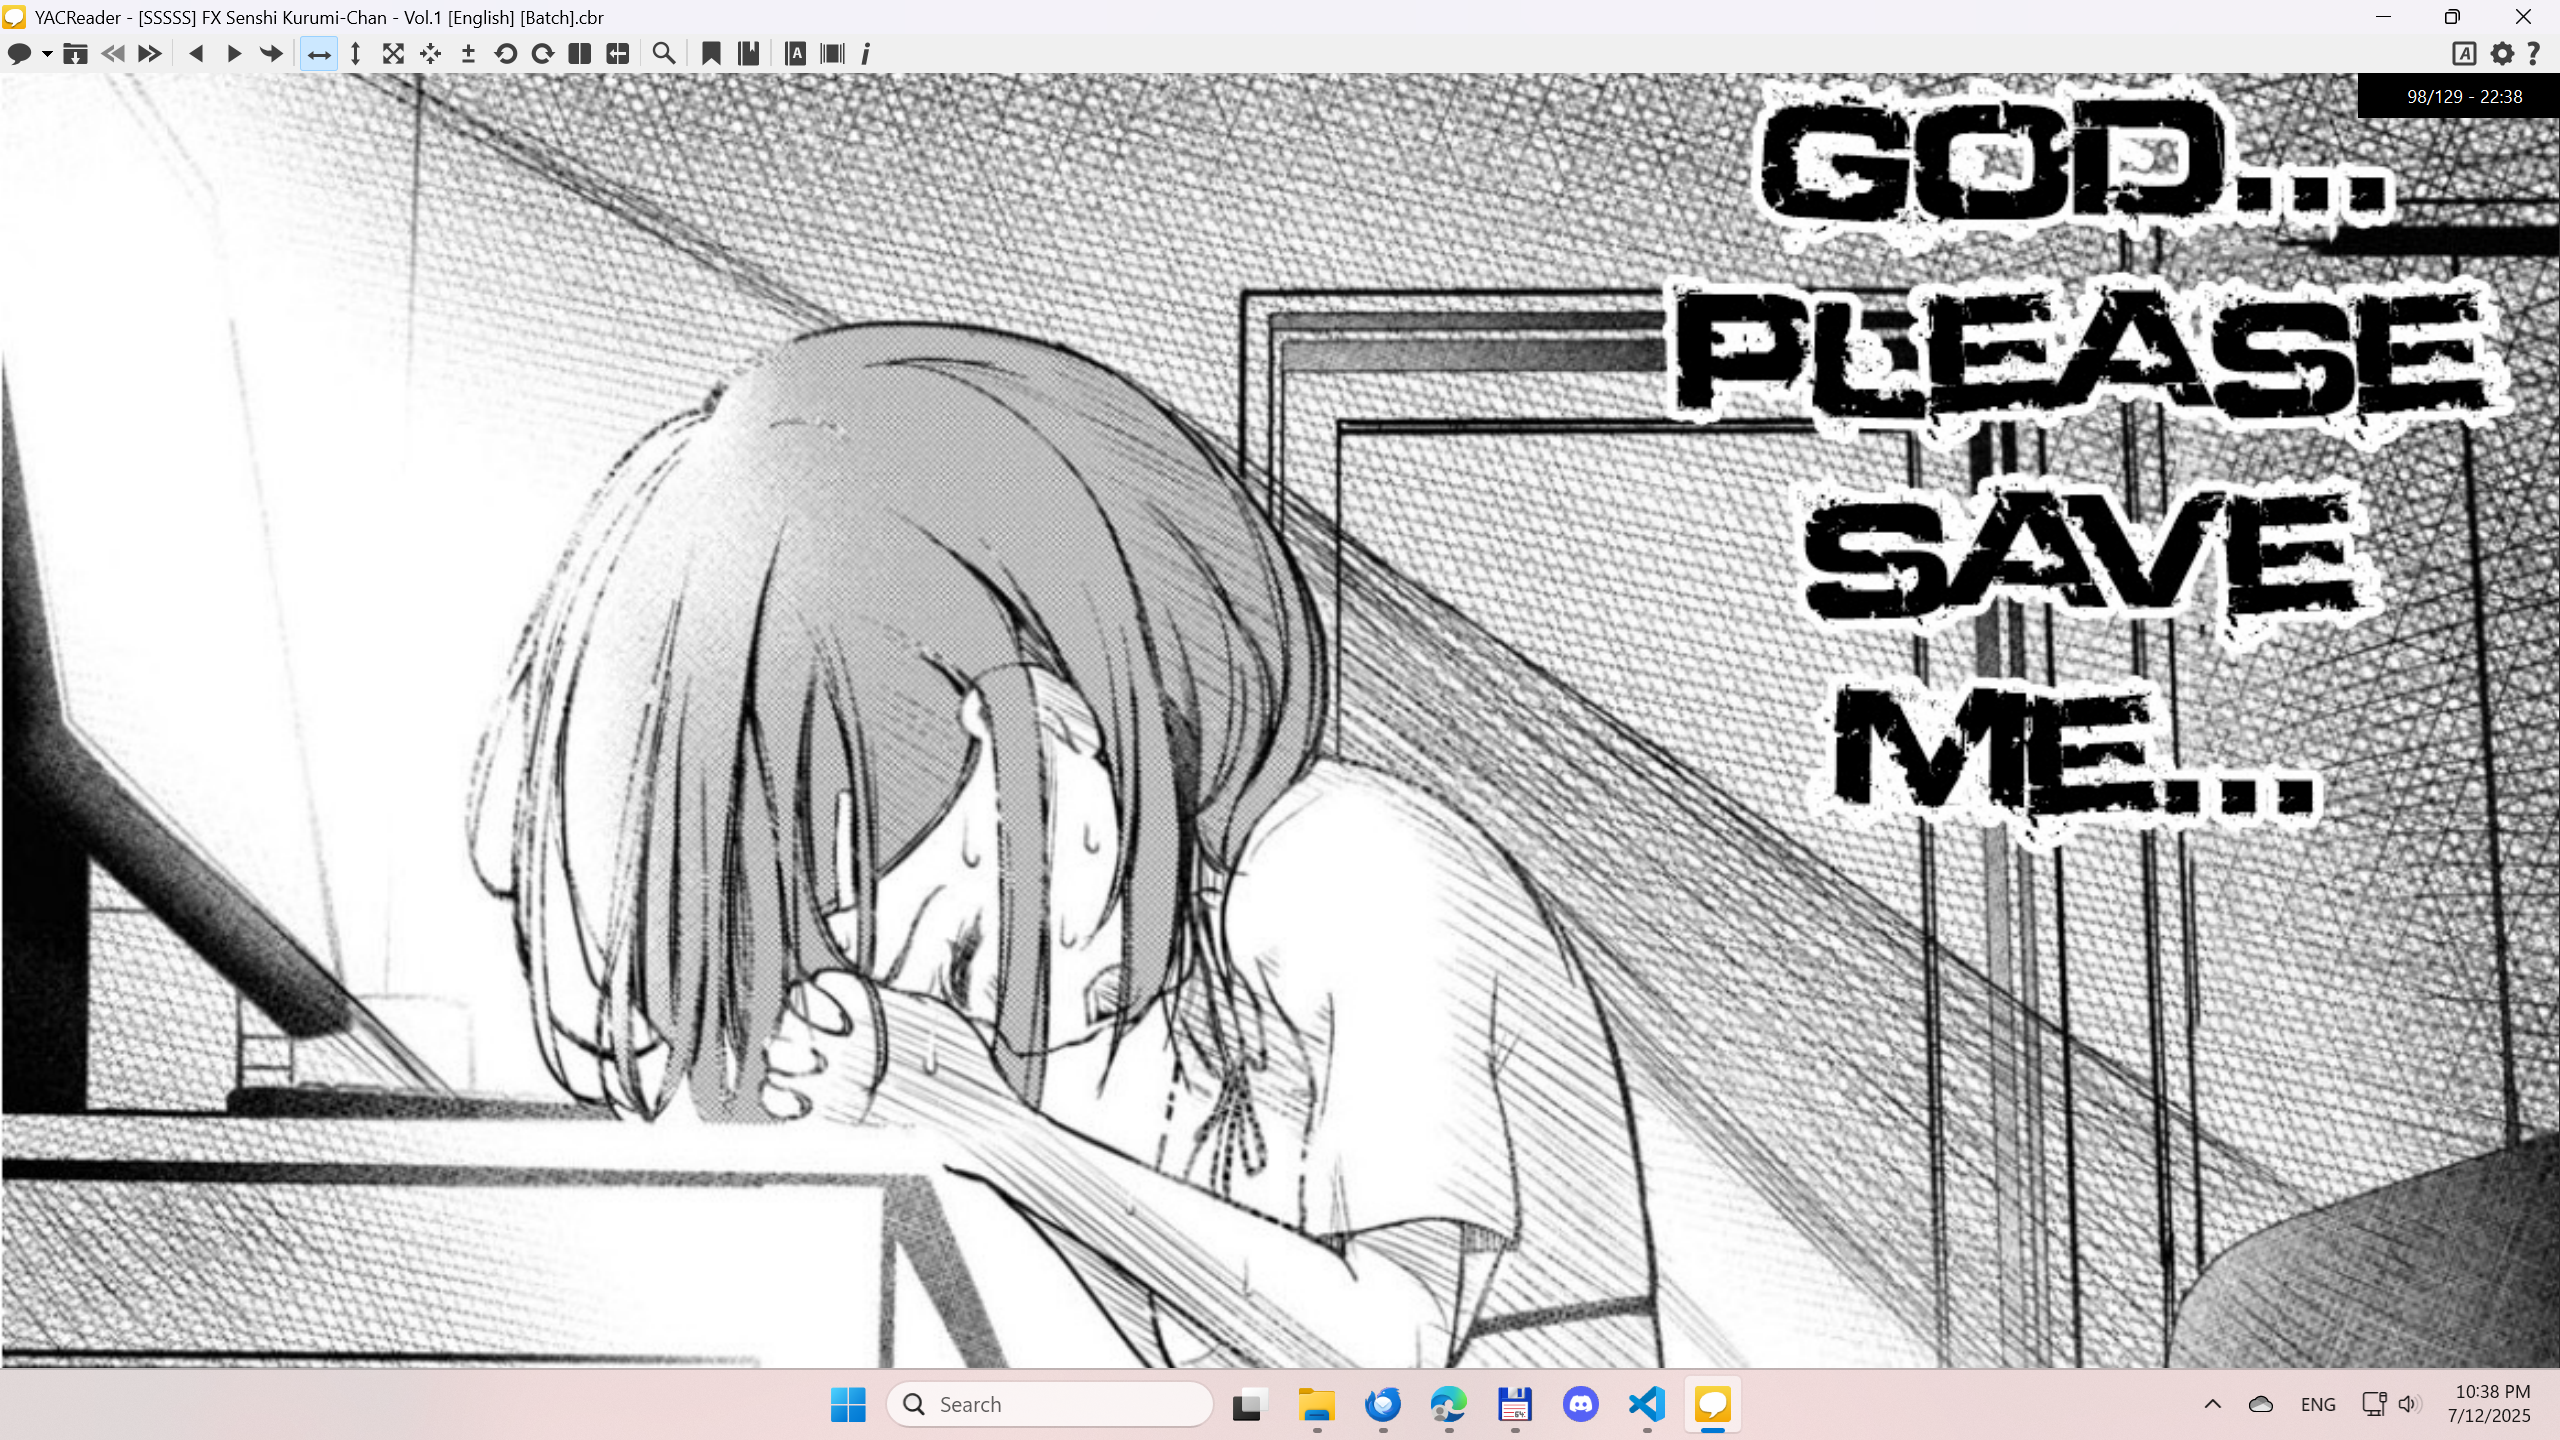 YACReader - [SSSSS] FX Senshi Kurumi-Chan - Vol.1 [English] [Batch].cbr
98/129 - 22:38
GOD...
PLEASE
SAVE
ME...
Search
ENG
10:38 PM
7/12/2025